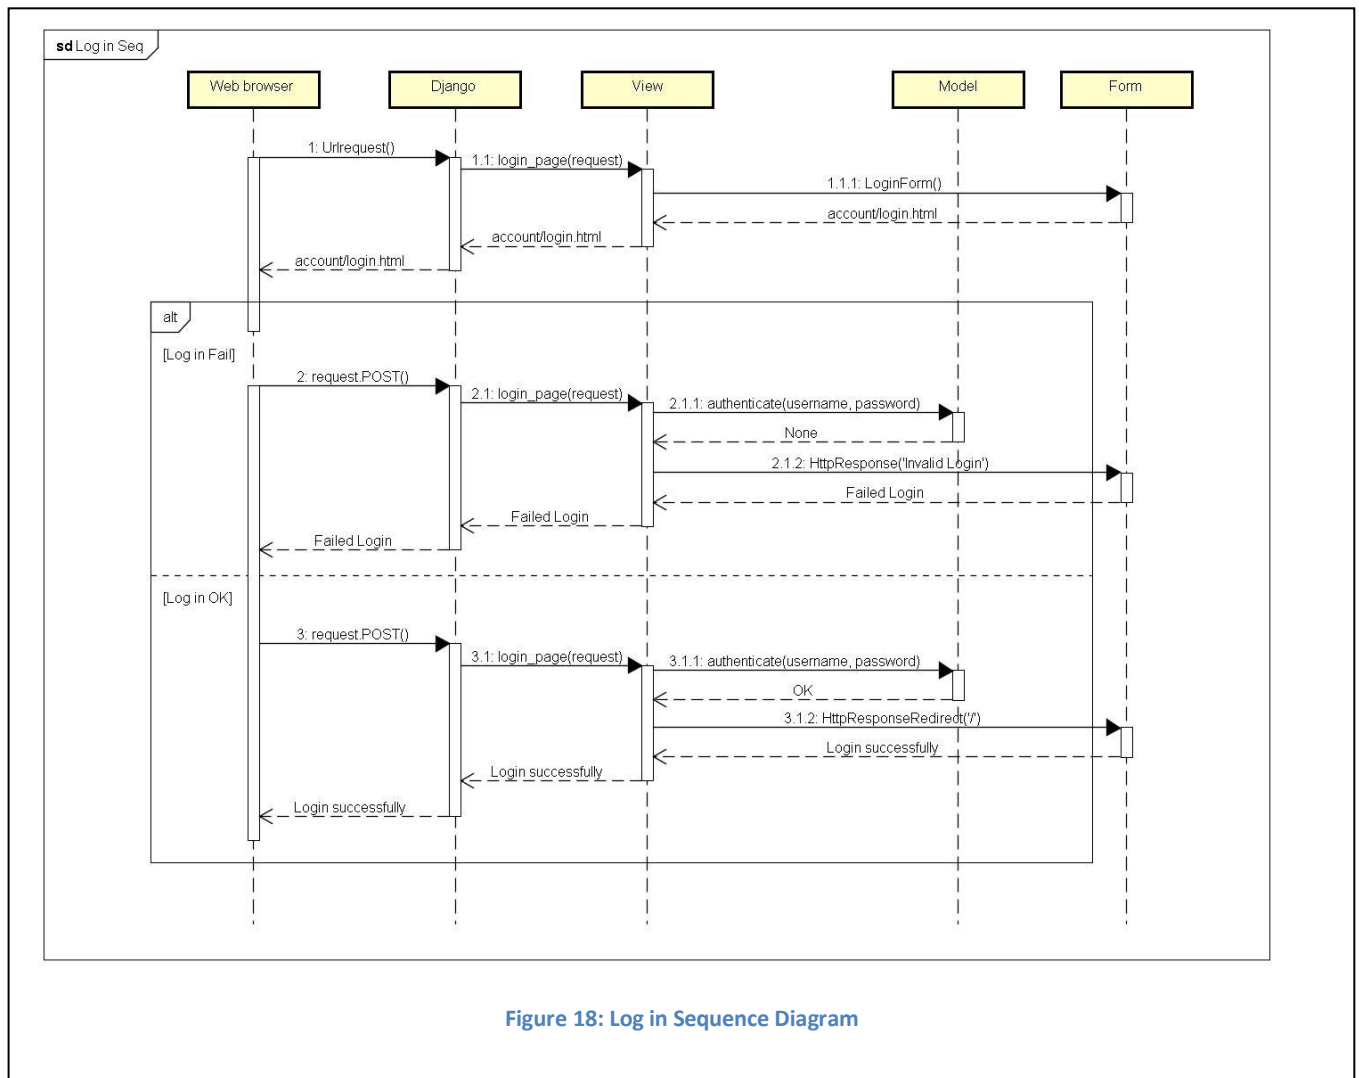 sd Log in Seq
Web browser
Django
View
Model
Form
1: Urlrequest()
1.1: login_page(request)
1.1.1: LoginForm()
account/login.html
account/login.html
account/login.html
alt
[Log in Fail]
2: request.POST()
2.1: login_page(request)
2.1.1: authenticate(username, password)
None
2.1.2: HttpResponse('Invalid Login')
Failed Login
Failed Login
Failed Login
[Log in OK]
3: request.POST()
3.1: login_page(request)
3.1.1: authenticate(username, password)
OK
3.1.2: HttpResponseRedirect('/')
Login successfully
Login successfully
Login successfully
Figure 18: Log in Sequence Diagram